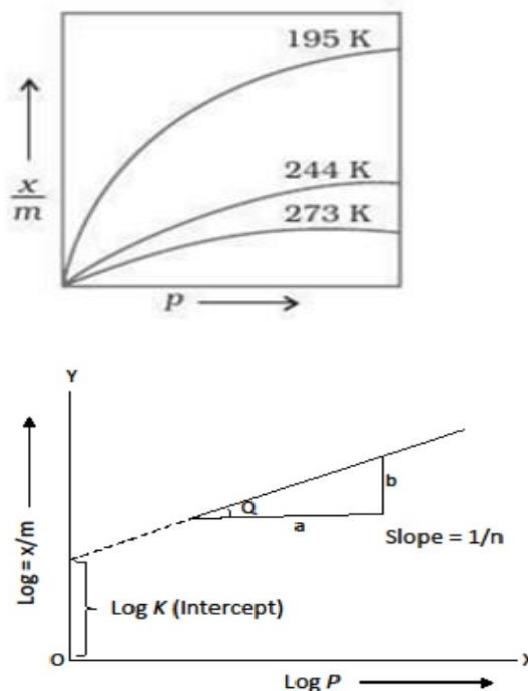 195 K
244 K
273 K
x/m
p
Y
Log = x/m
Q
b
a
Slope = 1/n
Log K (Intercept)
O
X
Log P